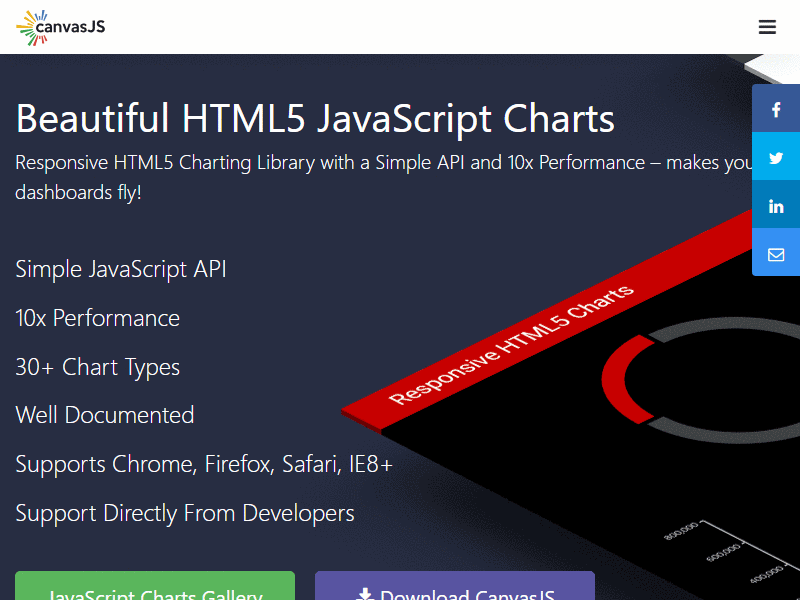 canvasJS
Beautiful HTML5 JavaScript Charts
Responsive HTML5 Charting Library with a Simple API and 10x Performance – makes you
dashboards fly!
Simple JavaScript API
10x Performance
30+ Chart Types
Well Documented
Supports Chrome, Firefox, Safari, IE8+
Support Directly From Developers
Responsive HTML5 Charts
800,000
600,000
400,000
JavaScript Charts Gallery
Download CanvasJS